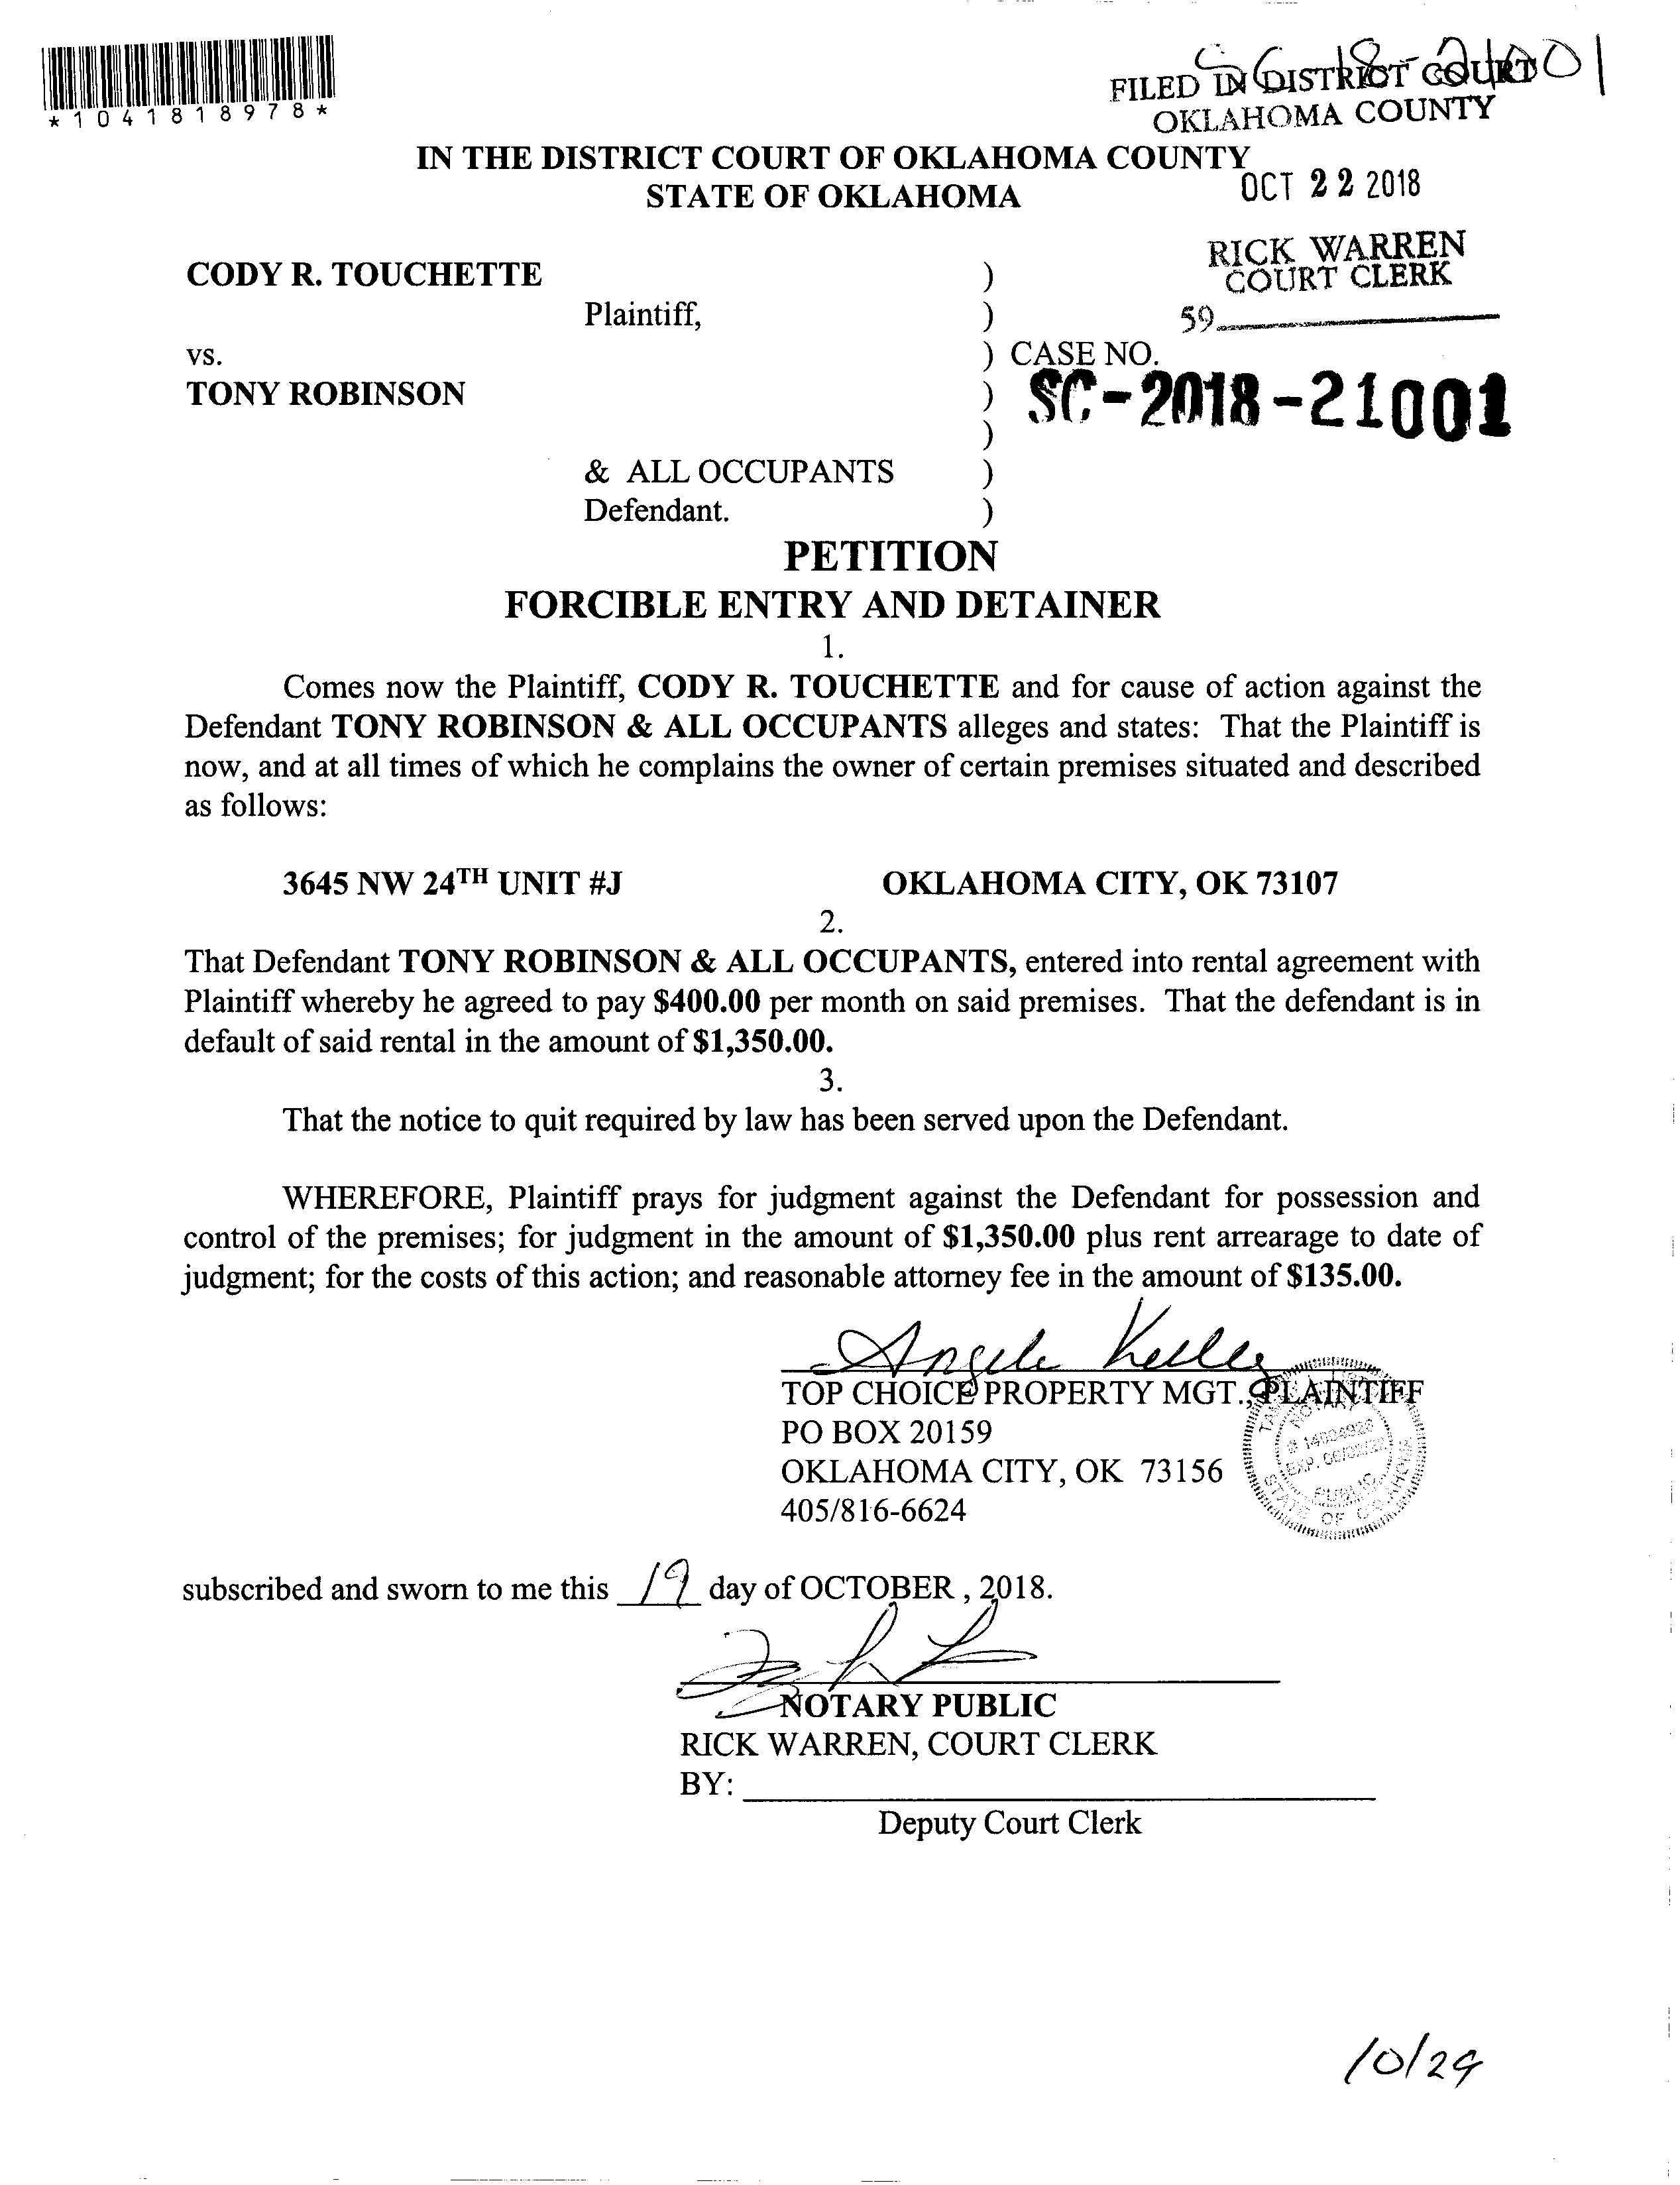 *1041818978*
SC-18-21001
FILED IN DISTRICT COURT
OKLAHOMA COUNTY
IN THE DISTRICT COURT OF OKLAHOMA COUNTY
STATE OF OKLAHOMA
OCT 22 2018
RICK WARREN
COURT CLERK
59
CODY R. TOUCHETTE )
Plaintiff, )
vs. ) CASE NO.
TONY ROBINSON ) SC-2018-21001
)
& ALL OCCUPANTS )
Defendant. )
PETITION
FORCIBLE ENTRY AND DETAINER
1.
Comes now the Plaintiff, CODY R. TOUCHETTE and for cause of action against the
Defendant TONY ROBINSON & ALL OCCUPANTS alleges and states: That the Plaintiff is
now, and at all times of which he complains the owner of certain premises situated and described
as follows:
3645 NW 24TH UNIT #J OKLAHOMA CITY, OK 73107
2.
That Defendant TONY ROBINSON & ALL OCCUPANTS, entered into rental agreement with
Plaintiff whereby he agreed to pay $400.00 per month on said premises. That the defendant is in
default of said rental in the amount of $1,350.00.
3.
That the notice to quit required by law has been served upon the Defendant.
WHEREFORE, Plaintiff prays for judgment against the Defendant for possession and
control of the premises; for judgment in the amount of $1,350.00 plus rent arrearage to date of
judgment; for the costs of this action; and reasonable attorney fee in the amount of $135.00.
Angela Kelley
TOP CHOICE PROPERTY MGT., PLAINTIFF
PO BOX 20159
OKLAHOMA CITY, OK 73156
405/816-6624
NOTARY
PUBLIC
STATE OF OKLAHOMA
subscribed and sworn to me this 19 day of OCTOBER , 2018.
NOTARY PUBLIC
RICK WARREN, COURT CLERK
BY:
Deputy Court Clerk
10/29